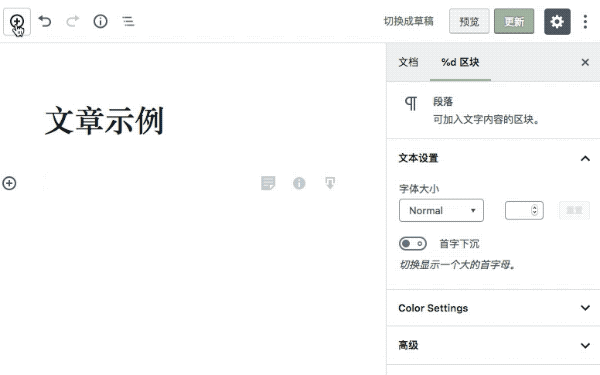 切换成草稿 预览 更新
文档 %d 区块
文章示例
段落
可加入文字内容的区块。
文本设置
字体大小
Normal
重置
首字下沉
切换显示一个大的首字母。
Color Settings
高级